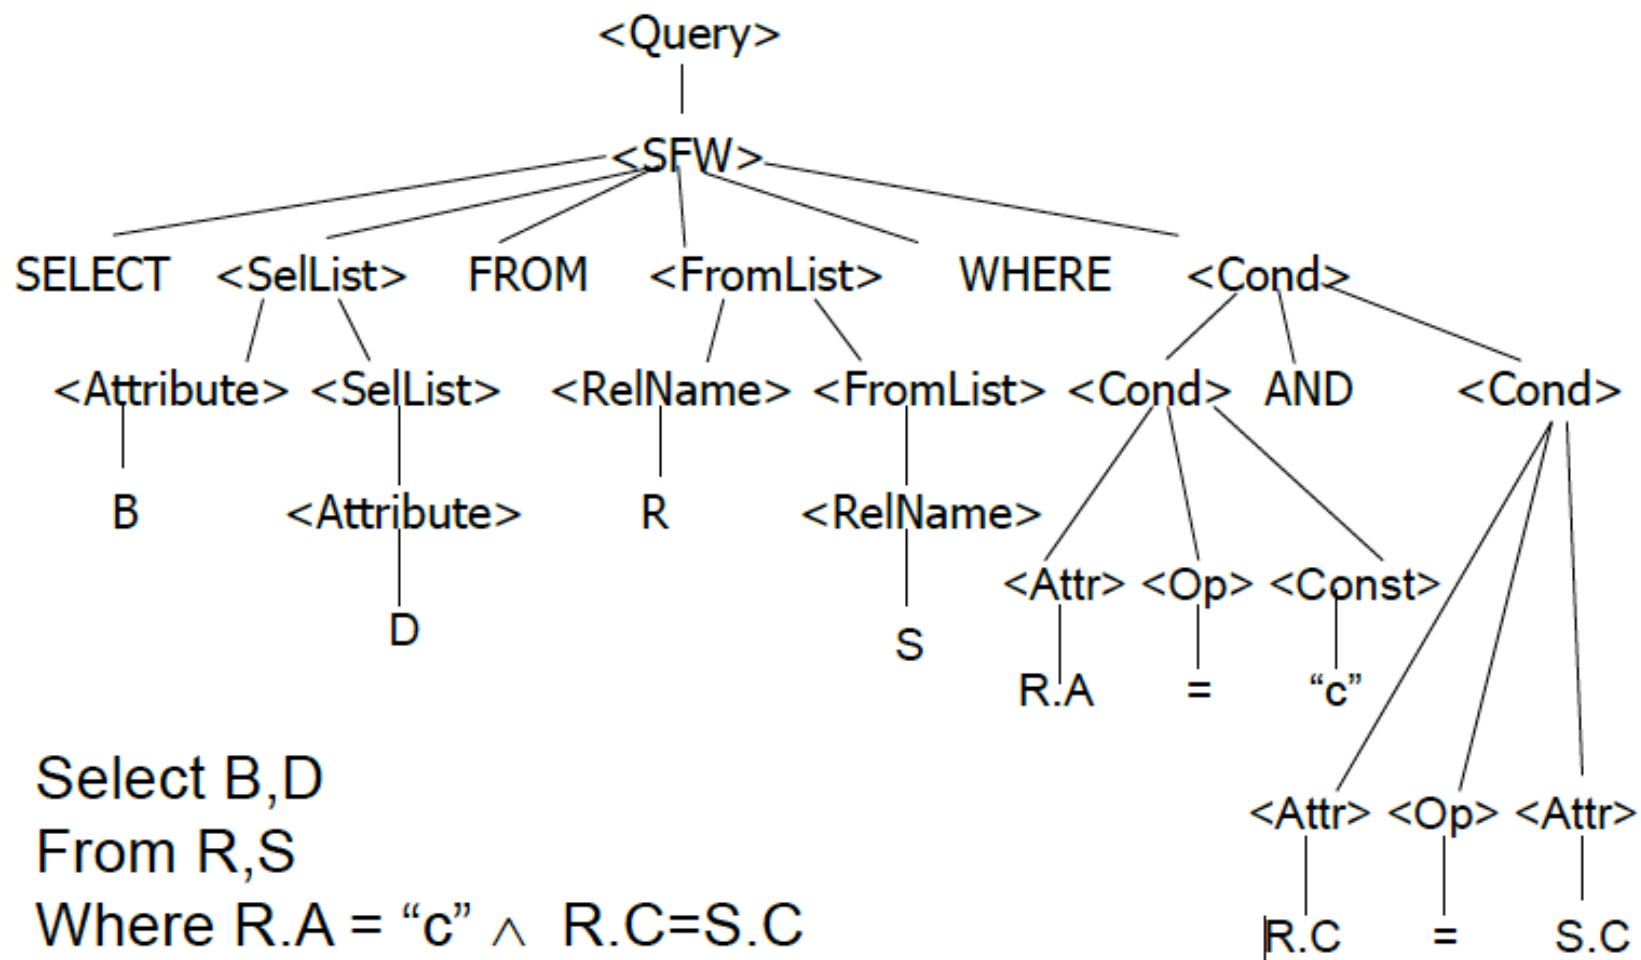 <Query>
<SFW>
SELECT <SelList> FROM <FromList> WHERE <Cond>
<Attribute> <SelList> <RelName> <FromList> <Cond> AND <Cond>
B <Attribute> R <RelName>
<Attr> <Op> <Const>
D S
R.A = “c”
Select B,D
<Attr> <Op> <Attr>
From R,S
Where R.A = “c” ∧ R.C=S.C
R.C = S.C